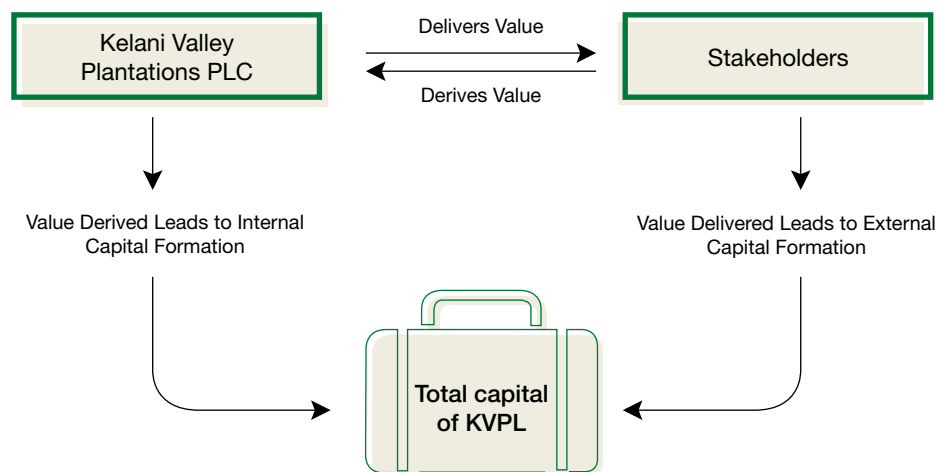 Kelani Valley
Plantations PLC
Delivers Value
Derives Value
Stakeholders
Value Derived Leads to Internal
Capital Formation
Value Delivered Leads to External
Capital Formation
Total capital
of KVPL